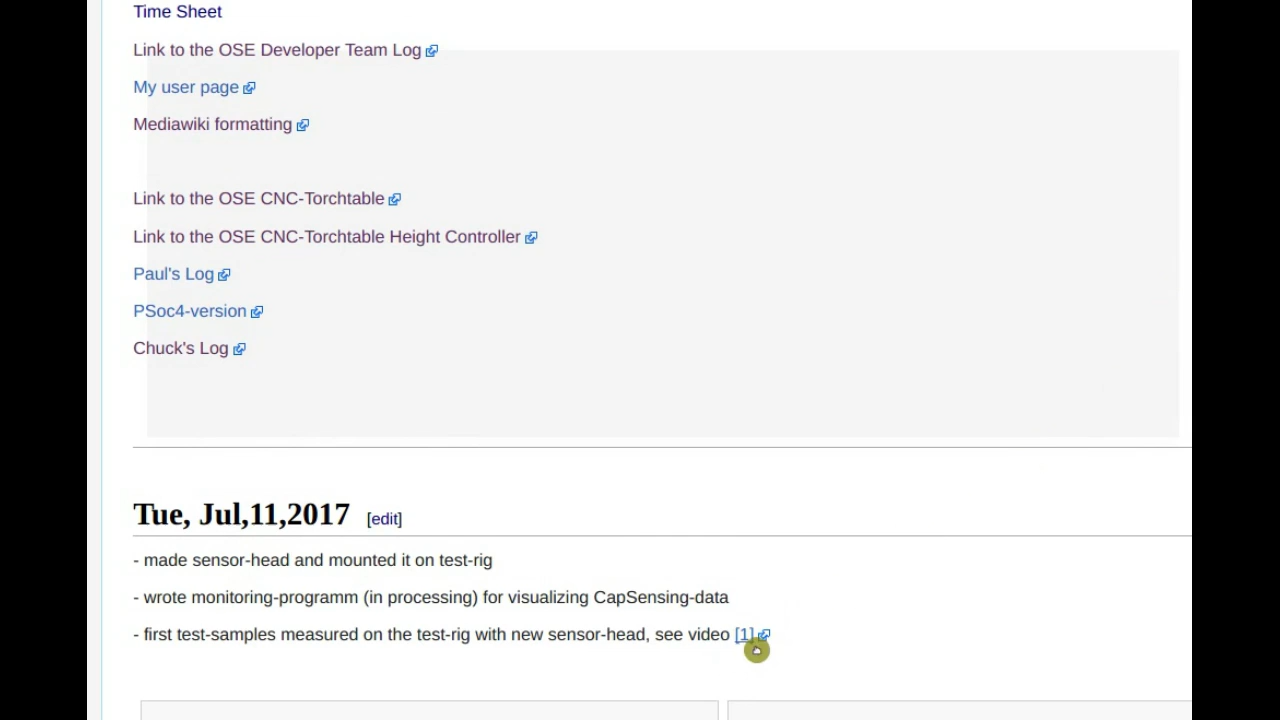 Time Sheet
Link to the OSE Developer Team Log
My user page
Mediawiki formatting
Link to the OSE CNC-Torchtable
Link to the OSE CNC-Torchtable Height Controller
Paul's Log
PSoc4-version
Chuck's Log
Tue, Jul,11,2017 [edit]
- made sensor-head and mounted it on test-rig
- wrote monitoring-programm (in processing) for visualizing CapSensing-data
- first test-samples measured on the test-rig with new sensor-head, see video [1]